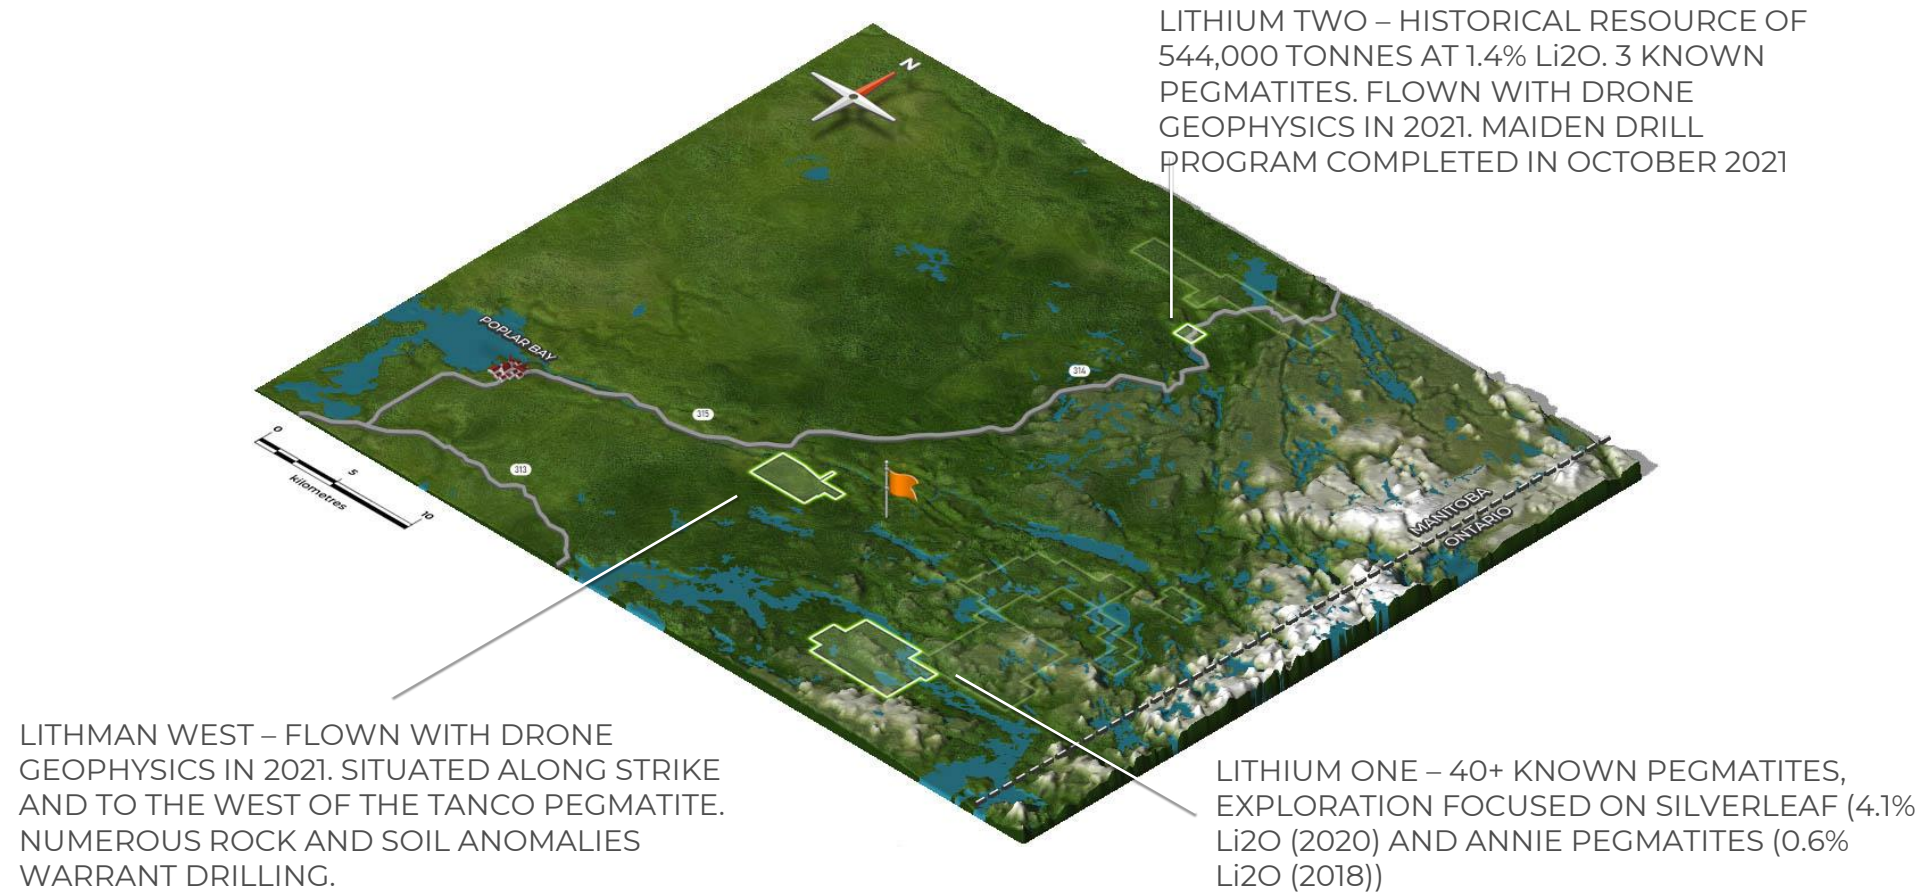 LITHIUM TWO – HISTORICAL RESOURCE OF
544,000 TONNES AT 1.4% Li2O. 3 KNOWN
PEGMATITES. FLOWN WITH DRONE
GEOPHYSICS IN 2021. MAIDEN DRILL
PROGRAM COMPLETED IN OCTOBER 2021
N
POPLAR BAY
314
315
313
0
5
10
kilometres
MANITOBA
ONTARIO
LITHMAN WEST – FLOWN WITH DRONE
GEOPHYSICS IN 2021. SITUATED ALONG STRIKE
AND TO THE WEST OF THE TANCO PEGMATITE.
NUMEROUS ROCK AND SOIL ANOMALIES
WARRANT DRILLING.
LITHIUM ONE – 40+ KNOWN PEGMATITES,
EXPLORATION FOCUSED ON SILVERLEAF (4.1%
Li2O (2020) AND ANNIE PEGMATITES (0.6%
Li2O (2018))